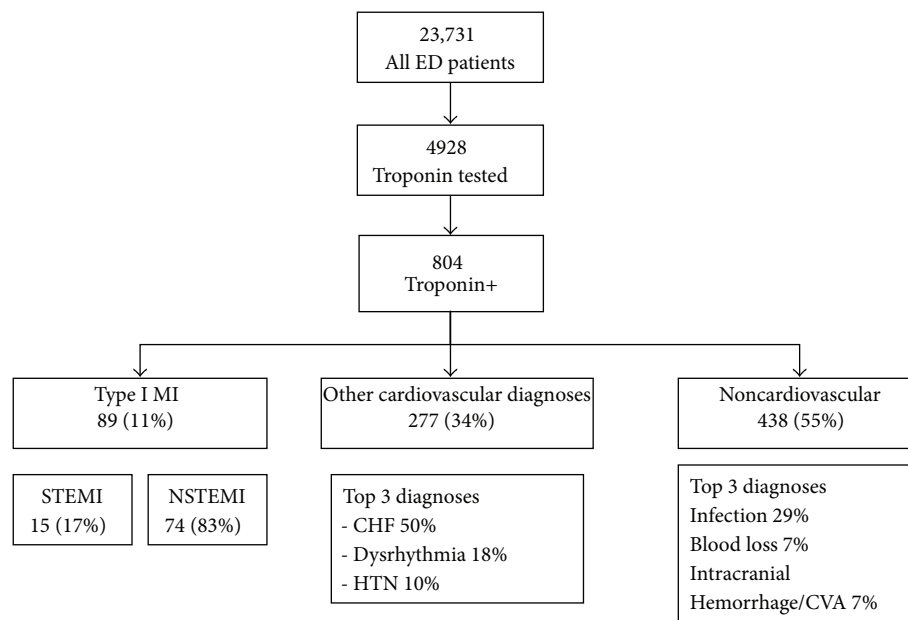 23,731
All ED patients
4928
Troponin tested
804
Troponin+
Type I MI
89 (11%)
Other cardiovascular diagnoses
277 (34%)
Noncardiovascular
438 (55%)
STEMI
15 (17%)
NSTEMI
74 (83%)
Top 3 diagnoses
- CHF 50%
- Dysrhythmia 18%
- HTN 10%
Top 3 diagnoses
Infection 29%
Blood loss 7%
Intracranial
Hemorrhage/CVA 7%